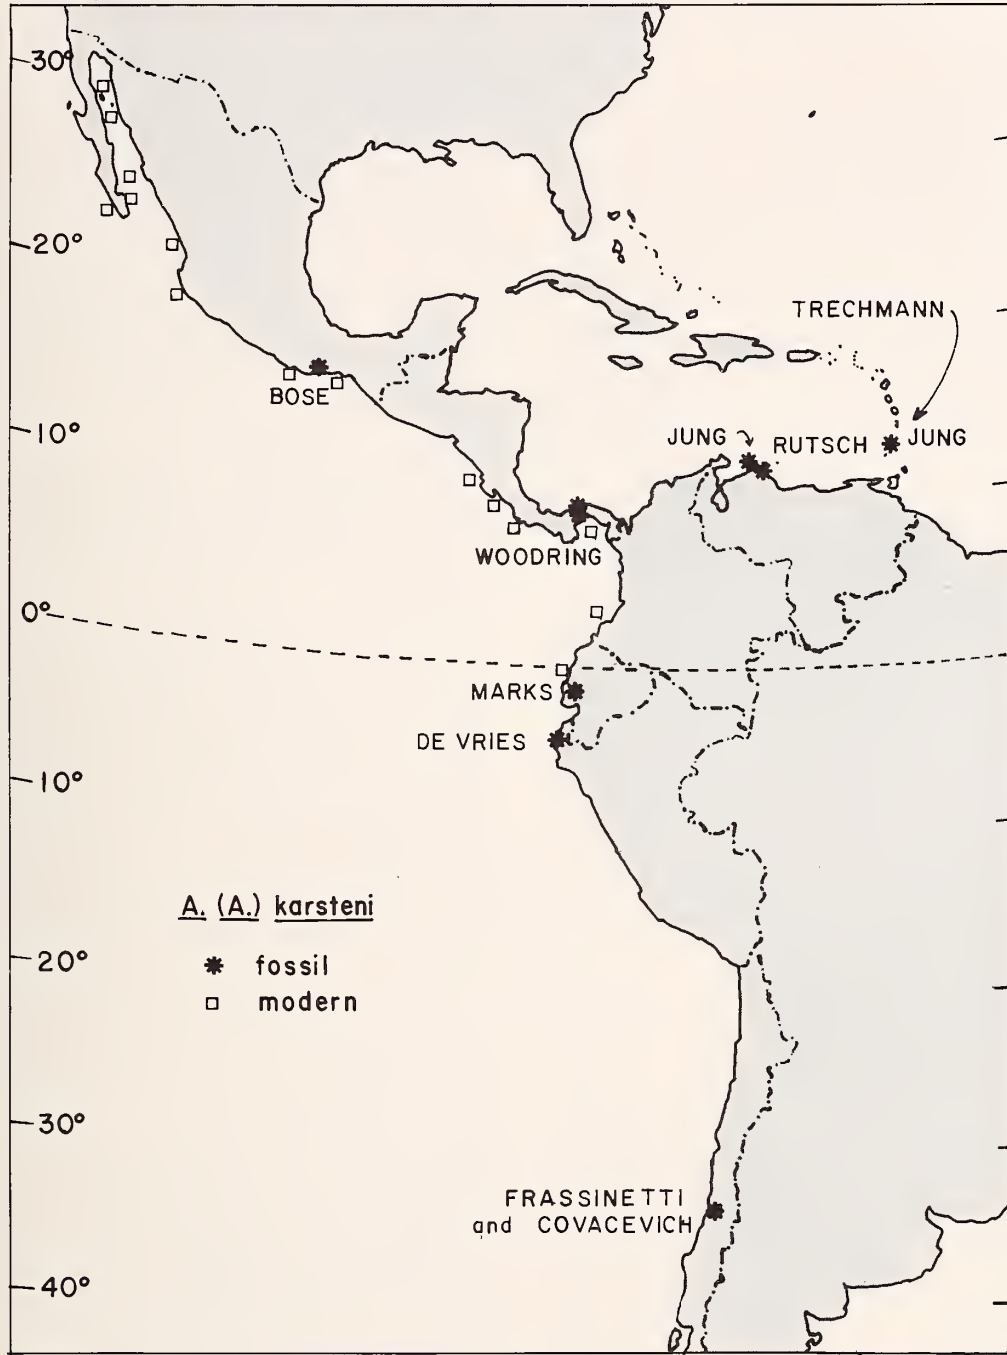 30°
20°
TRECHMANN
BOSE
10°
JUNG
RUTSCH
JUNG
WOODRING
0°
MARKS
DE VRIES
10°
A. (A.) karsteni
fossil
modern
20°
30°
FRASSINETTI
and COVACEVICH
40°